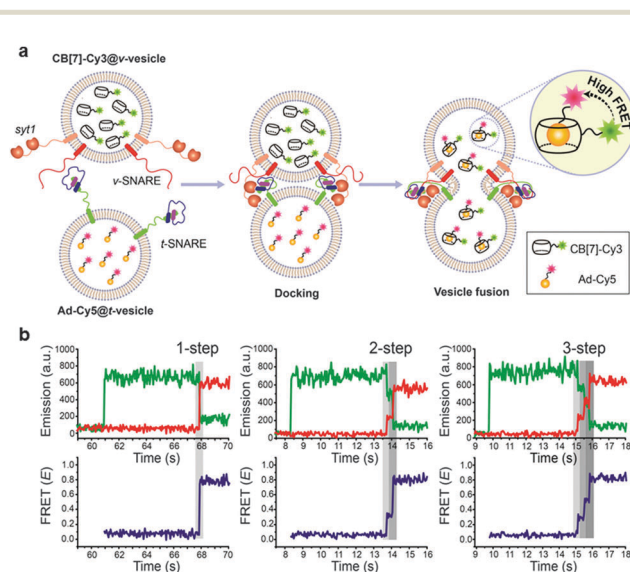 a
CB[7]-Cy3@v-vesicle
syt1
v-SNARE
t-SNARE
Ad-Cy5@t-vesicle
Docking
Vesicle fusion
High FRET
CB[7]-Cy3
Ad-Cy5
b
1-step
Emission (a.u.)
1000
800
600
400
200
0
60 62 64 66 68 70
Time (s)
FRET (E)
1.0
0.8
0.6
0.4
0.2
0.0
60 62 64 66 68 70
Time (s)
2-step
1000
800
600
400
200
0
8 9 10 11 12 13 14 15 16
Time (s)
1.0
0.8
0.6
0.4
0.2
0.0
8 9 10 11 12 13 14 15 16
Time (s)
3-step
1000
800
600
400
200
0
9 10 11 12 13 14 15 16 17 18
Time (s)
1.0
0.8
0.6
0.4
0.2
0.0
9 10 11 12 13 14 15 16 17 18
Time (s)